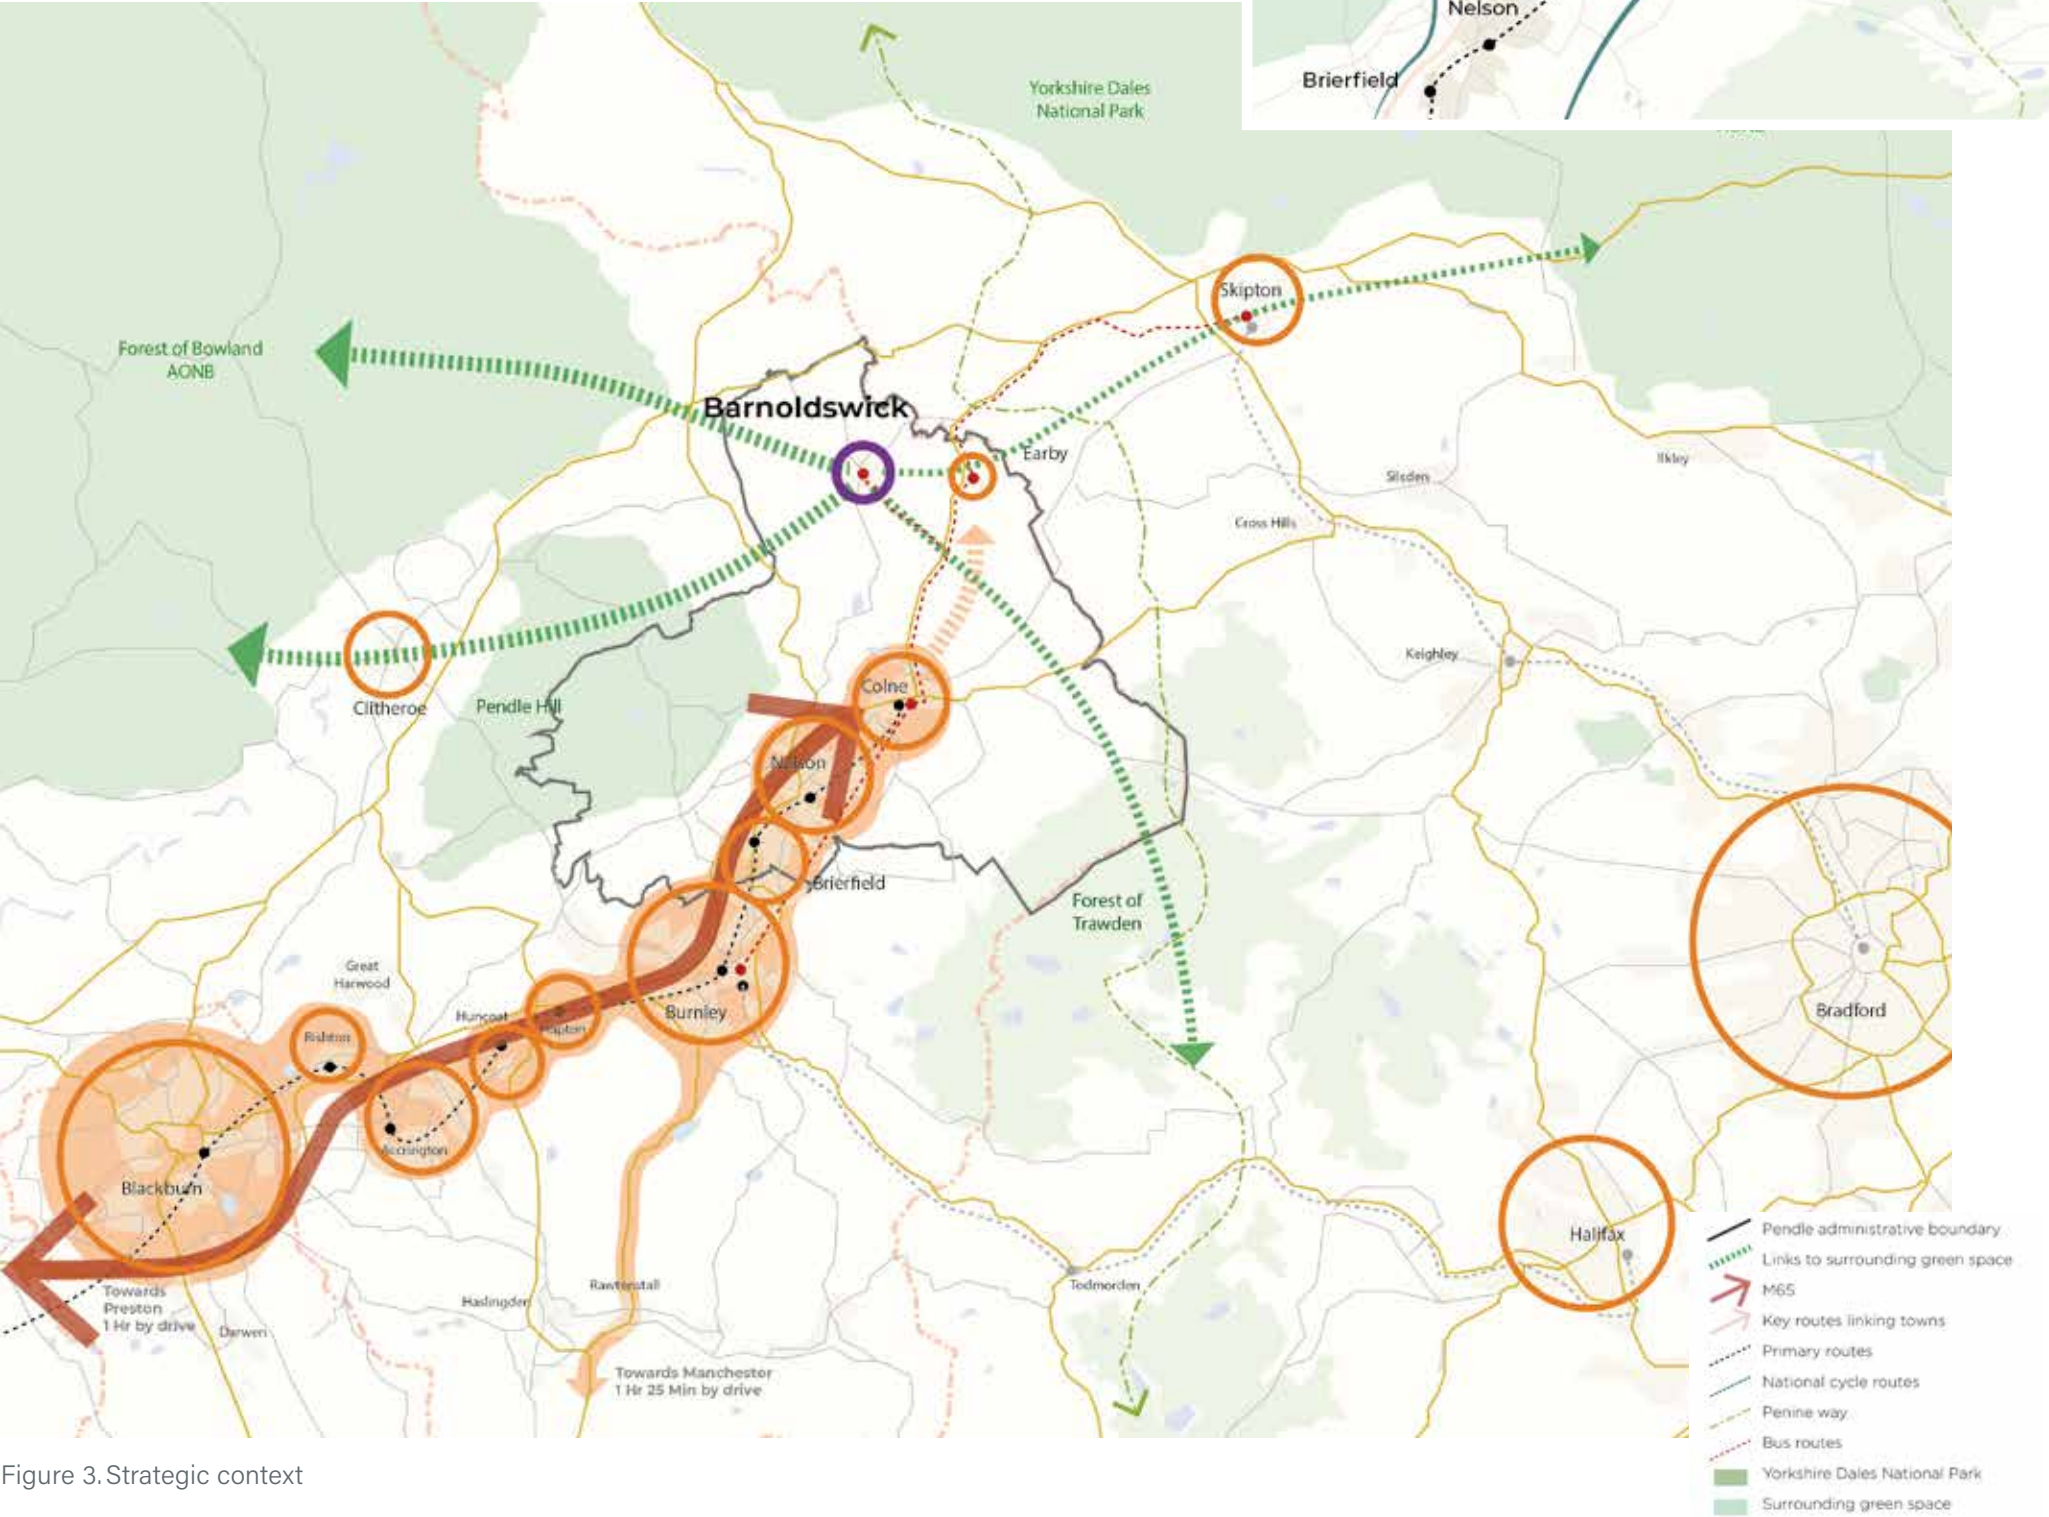 Nelson
Brierfield
Yorkshire Dales
National Park
Skipton
Forest of Bowland
AONB
Barnoldswick
Earby
Ilkley
Silsden
Cross Hills
Keighley
Colne
Clitheroe
Pendle Hill
Nelson
Brierfield
Forest of
Trawden
Great
Harwood
Huncoat
Hapton
Burnley
Bradford
Rishton
Accrington
Blackburn
Halifax
Todmorden
Rawtenstall
Haslingden
Towards
Preston
1 Hr by drive
Darwen
Towards Manchester
1 Hr 25 Min by drive
Pendle administrative boundary
Links to surrounding green space
M65
Key routes linking towns
Primary routes
National cycle routes
Penine way
Bus routes
Yorkshire Dales National Park
Surrounding green space
Figure 3. Strategic context